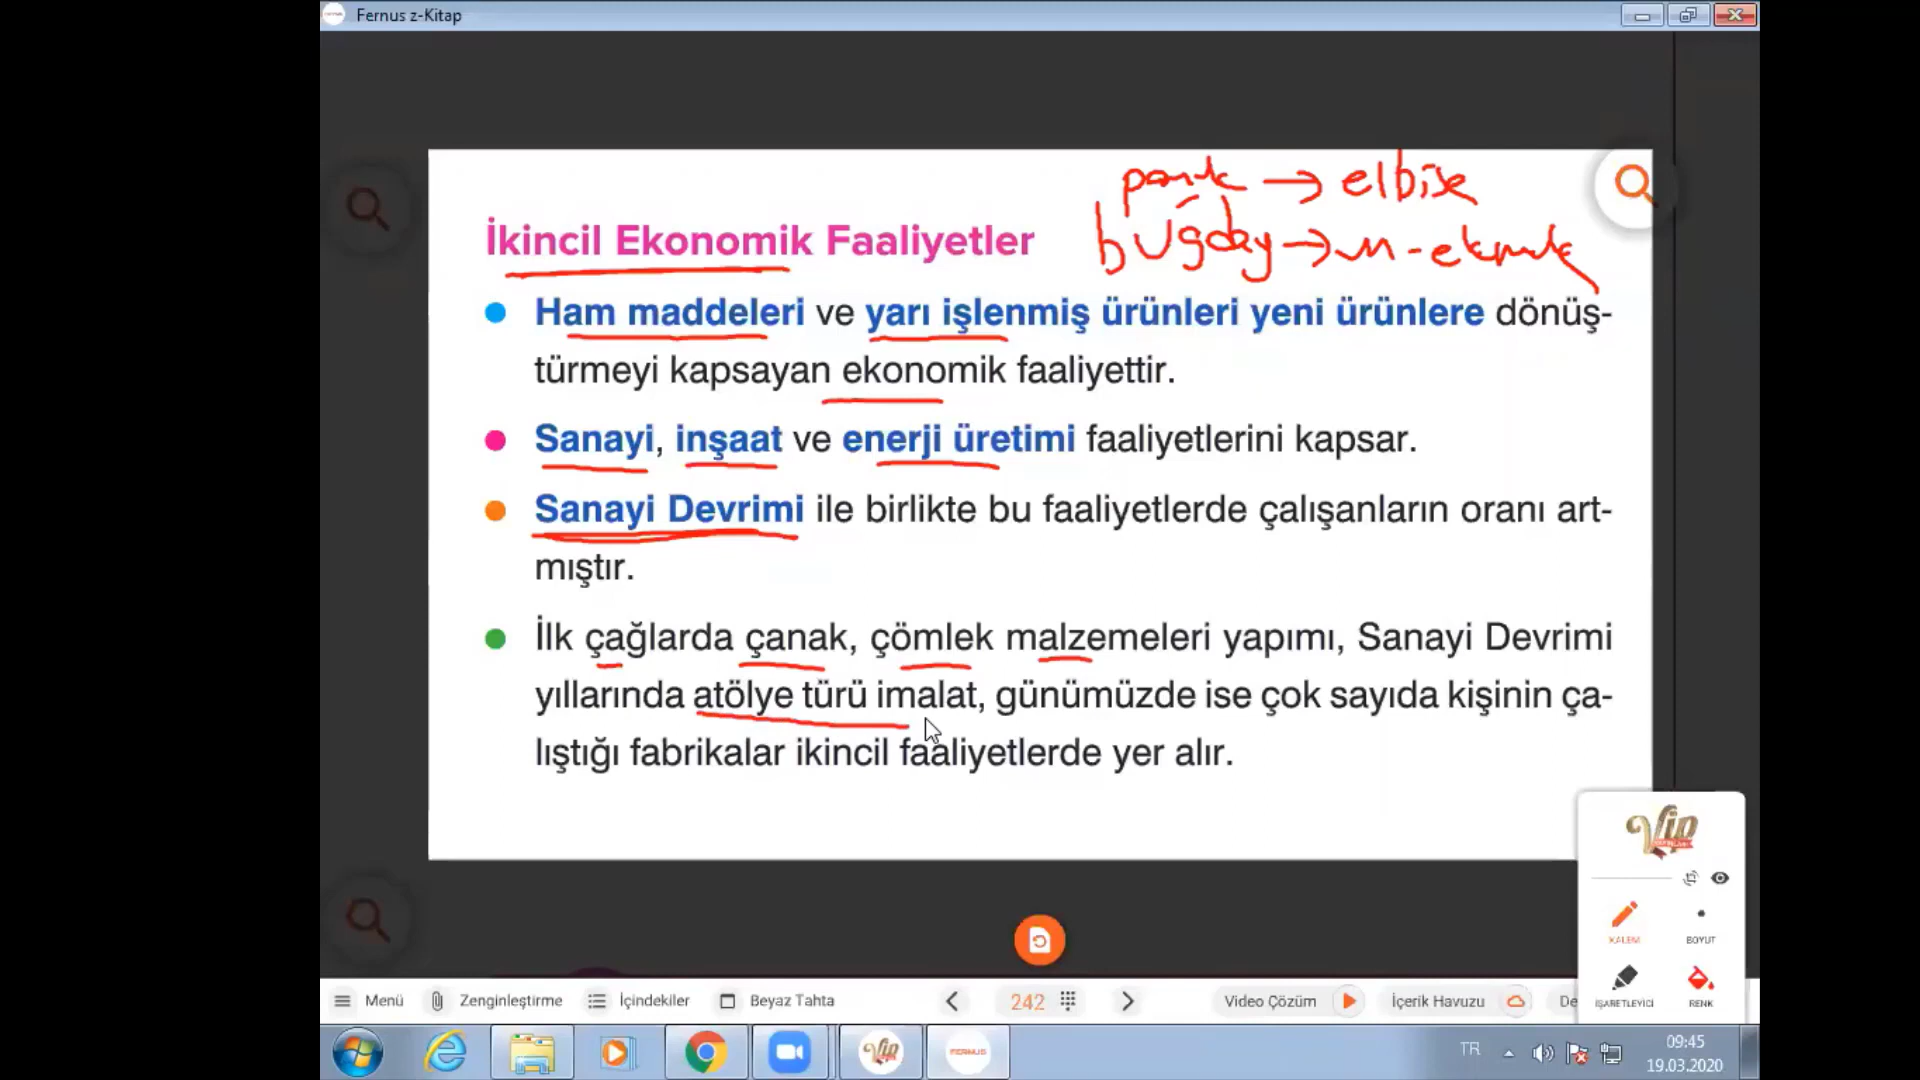 Fernus z-Kitap
pamuk → elbise
buğday → un - ekmek
İkincil Ekonomik Faaliyetler
Ham maddeleri ve yarı işlenmiş ürünleri yeni ürünlere dönüş-
türmeyi kapsayan ekonomik faaliyettir.
Sanayi, inşaat ve enerji üretimi faaliyetlerini kapsar.
Sanayi Devrimi ile birlikte bu faaliyetlerde çalışanların oranı art-
mıştır.
İlk çağlarda çanak, çömlek malzemeleri yapımı, Sanayi Devrimi
yıllarında atölye türü imalat, günümüzde ise çok sayıda kişinin ça-
lıştığı fabrikalar ikincil faaliyetlerde yer alır.
Vip
KALEM BOYUT
İŞARETLEYİCİ RENK
Menü Zenginleştirme İçindekiler Beyaz Tahta 242 Video Çözüm İçerik Havuzu De
Vip FERNUS TR 09:45
19.03.2020